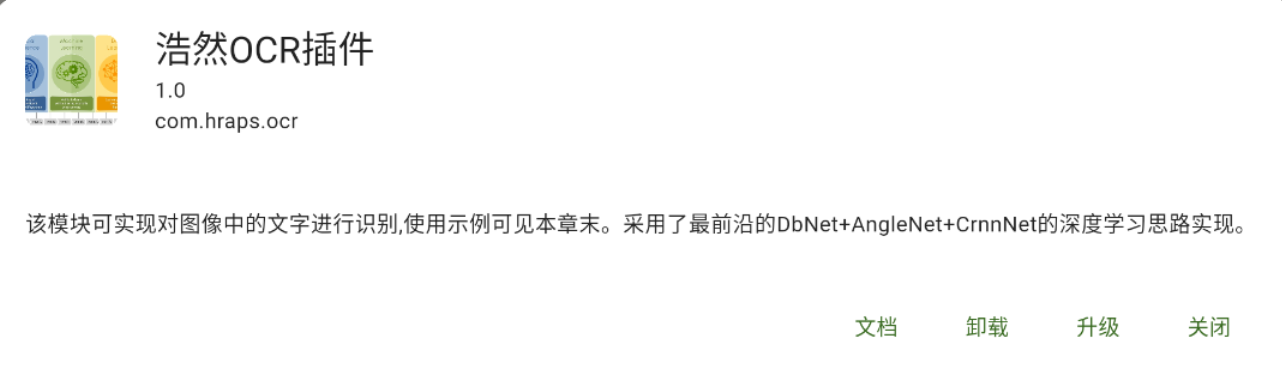 浩然OCR插件
1.0
com.hraps.ocr
该模块可实现对图像中的文字进行识别,使用示例可见本章末。采用了最前沿的DbNet+AngleNet+CrnnNet的深度学习思路实现。
文档 卸载 升级 关闭